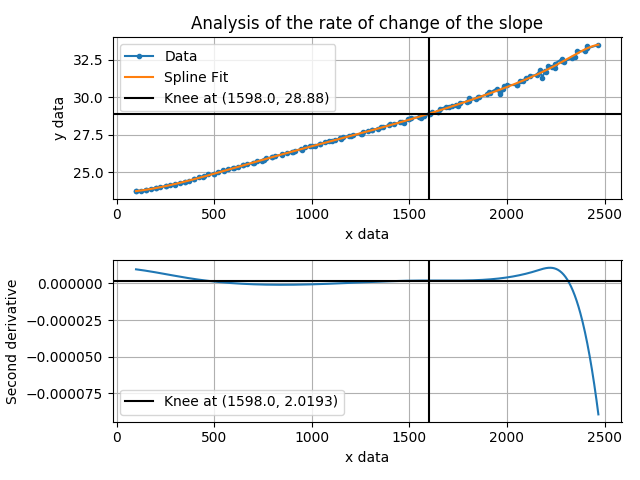 Analysis of the rate of change of the slope
32.5
30.0
27.5
25.0
y data
Data
Spline Fit
Knee at (1598.0, 28.88)
0 500 1000 1500 2000 2500
x data
0.000000
−0.000025
−0.000050
−0.000075
Second derivative
Knee at (1598.0, 2.0193)
0 500 1000 1500 2000 2500
x data